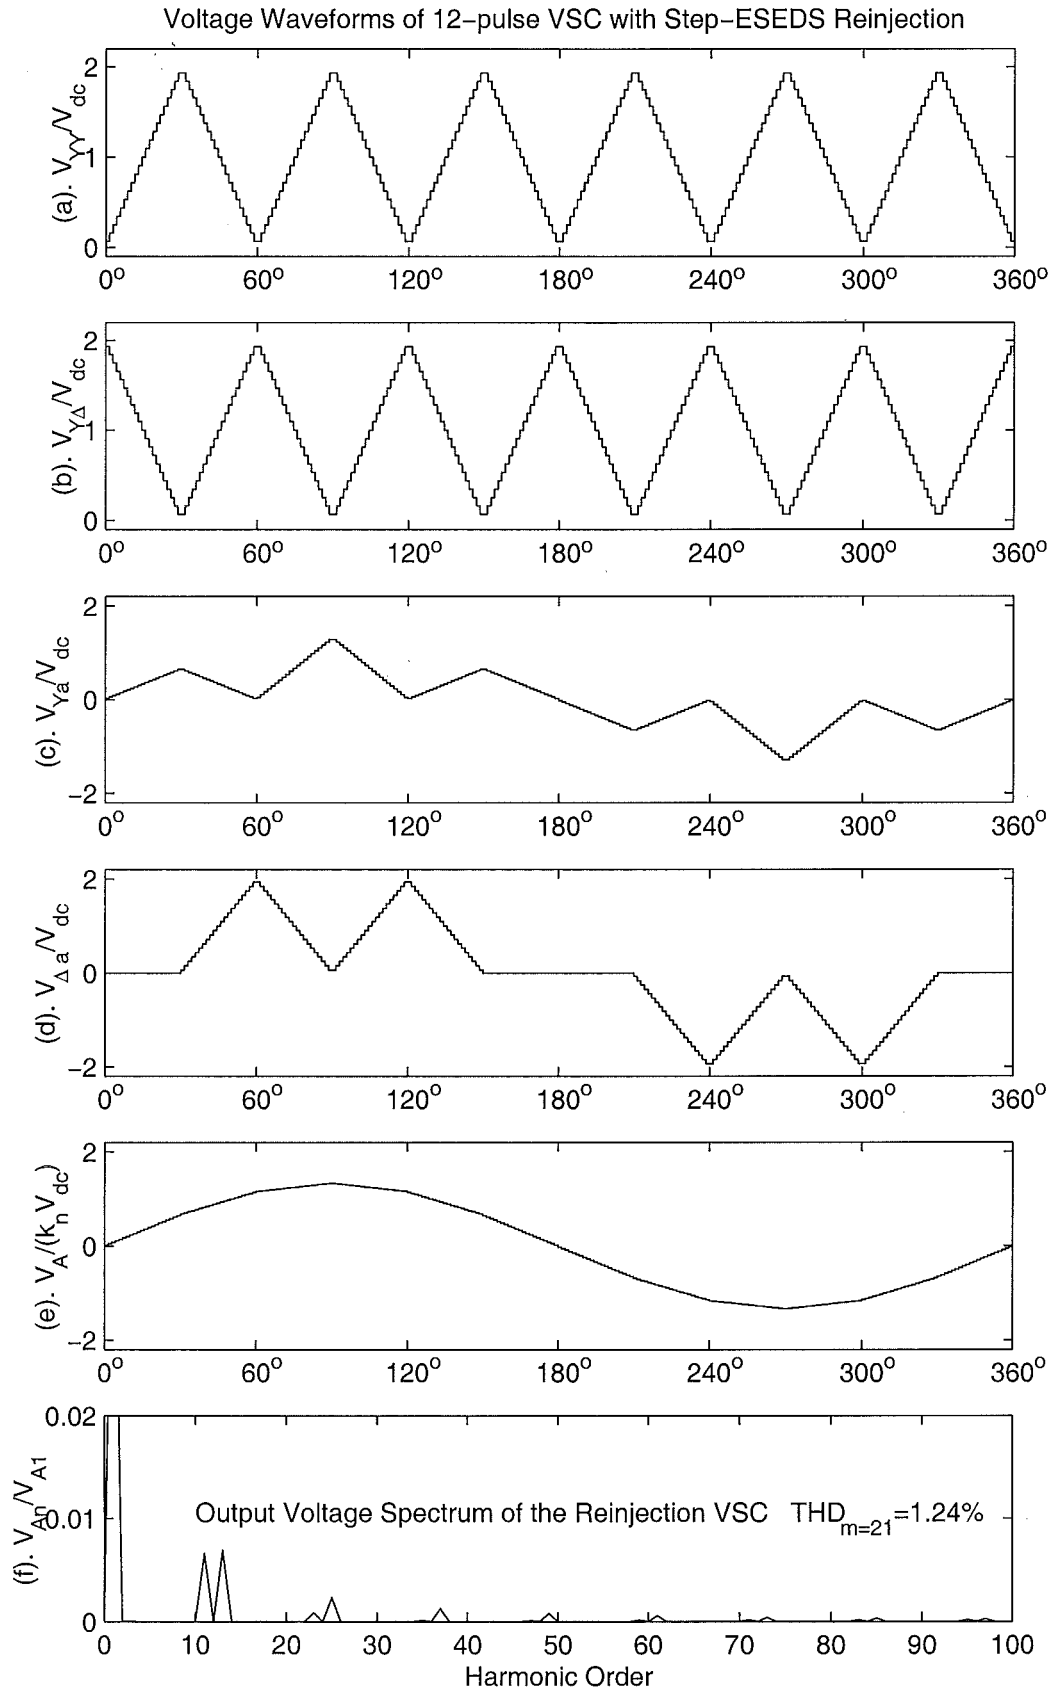 Voltage Waveforms of 12-pulse VSC with Step-ESEDS Reinjection
(a). V_YY/V_dc
2
1
0
0° 60° 120° 180° 240° 300° 360°
(b). V_YΔ/V_dc
2
1
0
0° 60° 120° 180° 240° 300° 360°
(c). V_Ya/V_dc
2
0
-2
0° 60° 120° 180° 240° 300° 360°
(d). V_Δa/V_dc
2
0
-2
0° 60° 120° 180° 240° 300° 360°
(e). V_A/(k_nV_dc)
2
0
-2
0° 60° 120° 180° 240° 300° 360°
(f). V_An/V_A1
0.02
0.01
0
Output Voltage Spectrum of the Reinjection VSC THD_m=21=1.24%
0 10 20 30 40 50 60 70 80 90 100
Harmonic Order